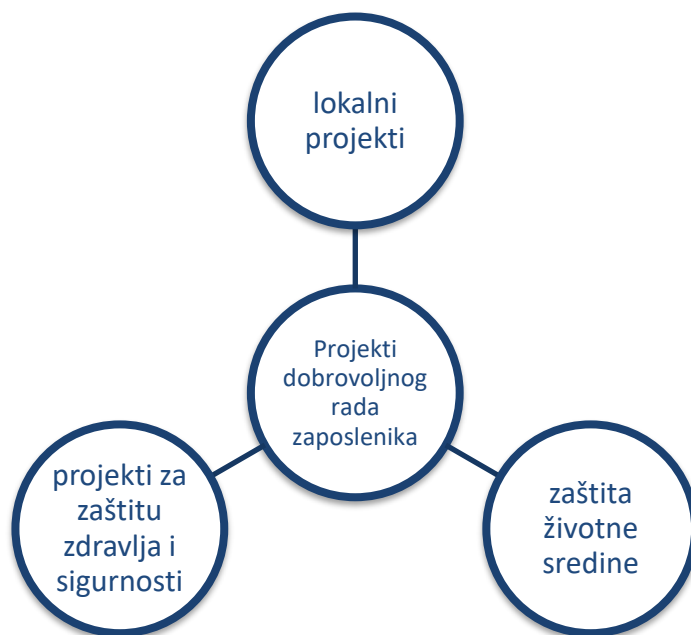 lokalni
projekti
Projekti
dobrovoljnog
rada
zaposlenika
projekti za
zaštitu
zdravlja i
sigurnosti
zaštita
životne
sredine